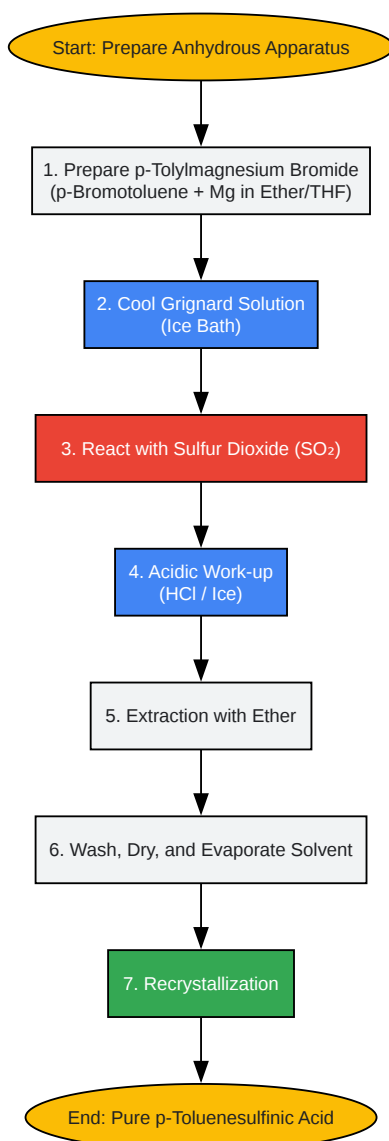 Start: Prepare Anhydrous Apparatus
1. Prepare p-Tolylmagnesium Bromide
(p-Bromotoluene + Mg in Ether/THF)
2. Cool Grignard Solution
(Ice Bath)
3. React with Sulfur Dioxide (SO₂)
4. Acidic Work-up
(HCl / Ice)
5. Extraction with Ether
6. Wash, Dry, and Evaporate Solvent
7. Recrystallization
End: Pure p-Toluenesulfinic Acid